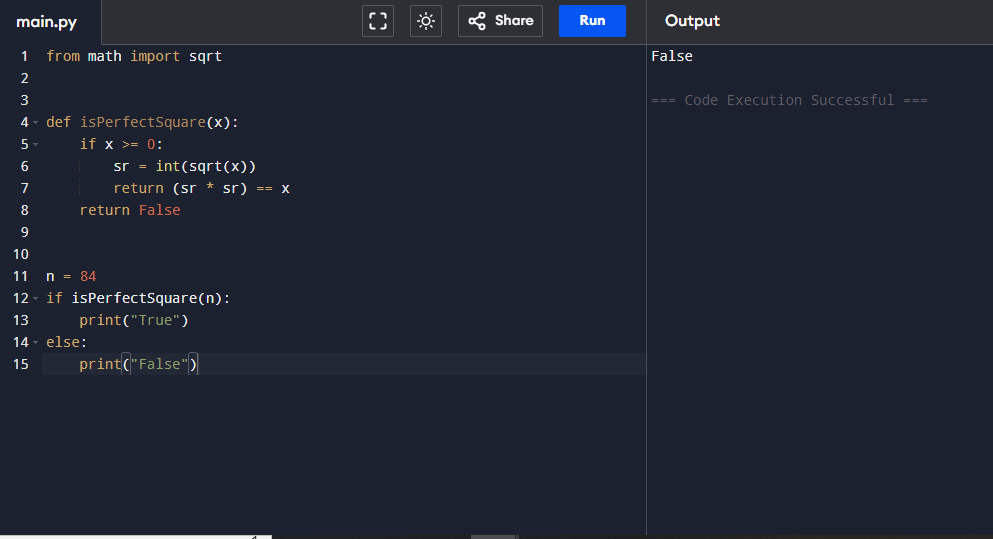 main.py
Share
Run
Output
1 from math import sqrt
2
3
4 def isPerfectSquare(x):
5     if x >= 0:
6         sr = int(sqrt(x))
7         return (sr * sr) == x
8     return False
9
10
11 n = 84
12 if isPerfectSquare(n):
13     print("True")
14 else:
15     print("False")
False
=== Code Execution Successful ===